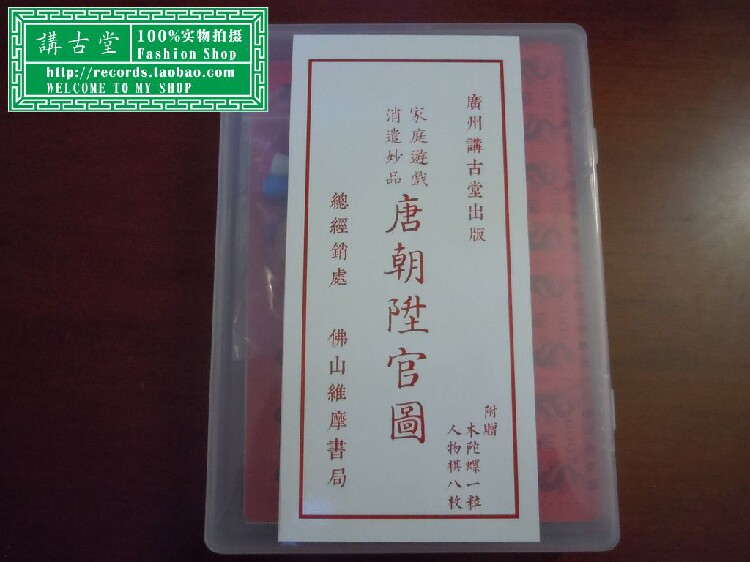 講古堂
100%实物拍摄
Fashion Shop
http://records.taobao.com
WELCOME TO MY SHOP
廣州講古堂出版
家庭遊戲
消遣妙品
唐朝陞官圖
總經銷處 佛山維摩書局
附贈
木陀螺一粒
人物棋八枚